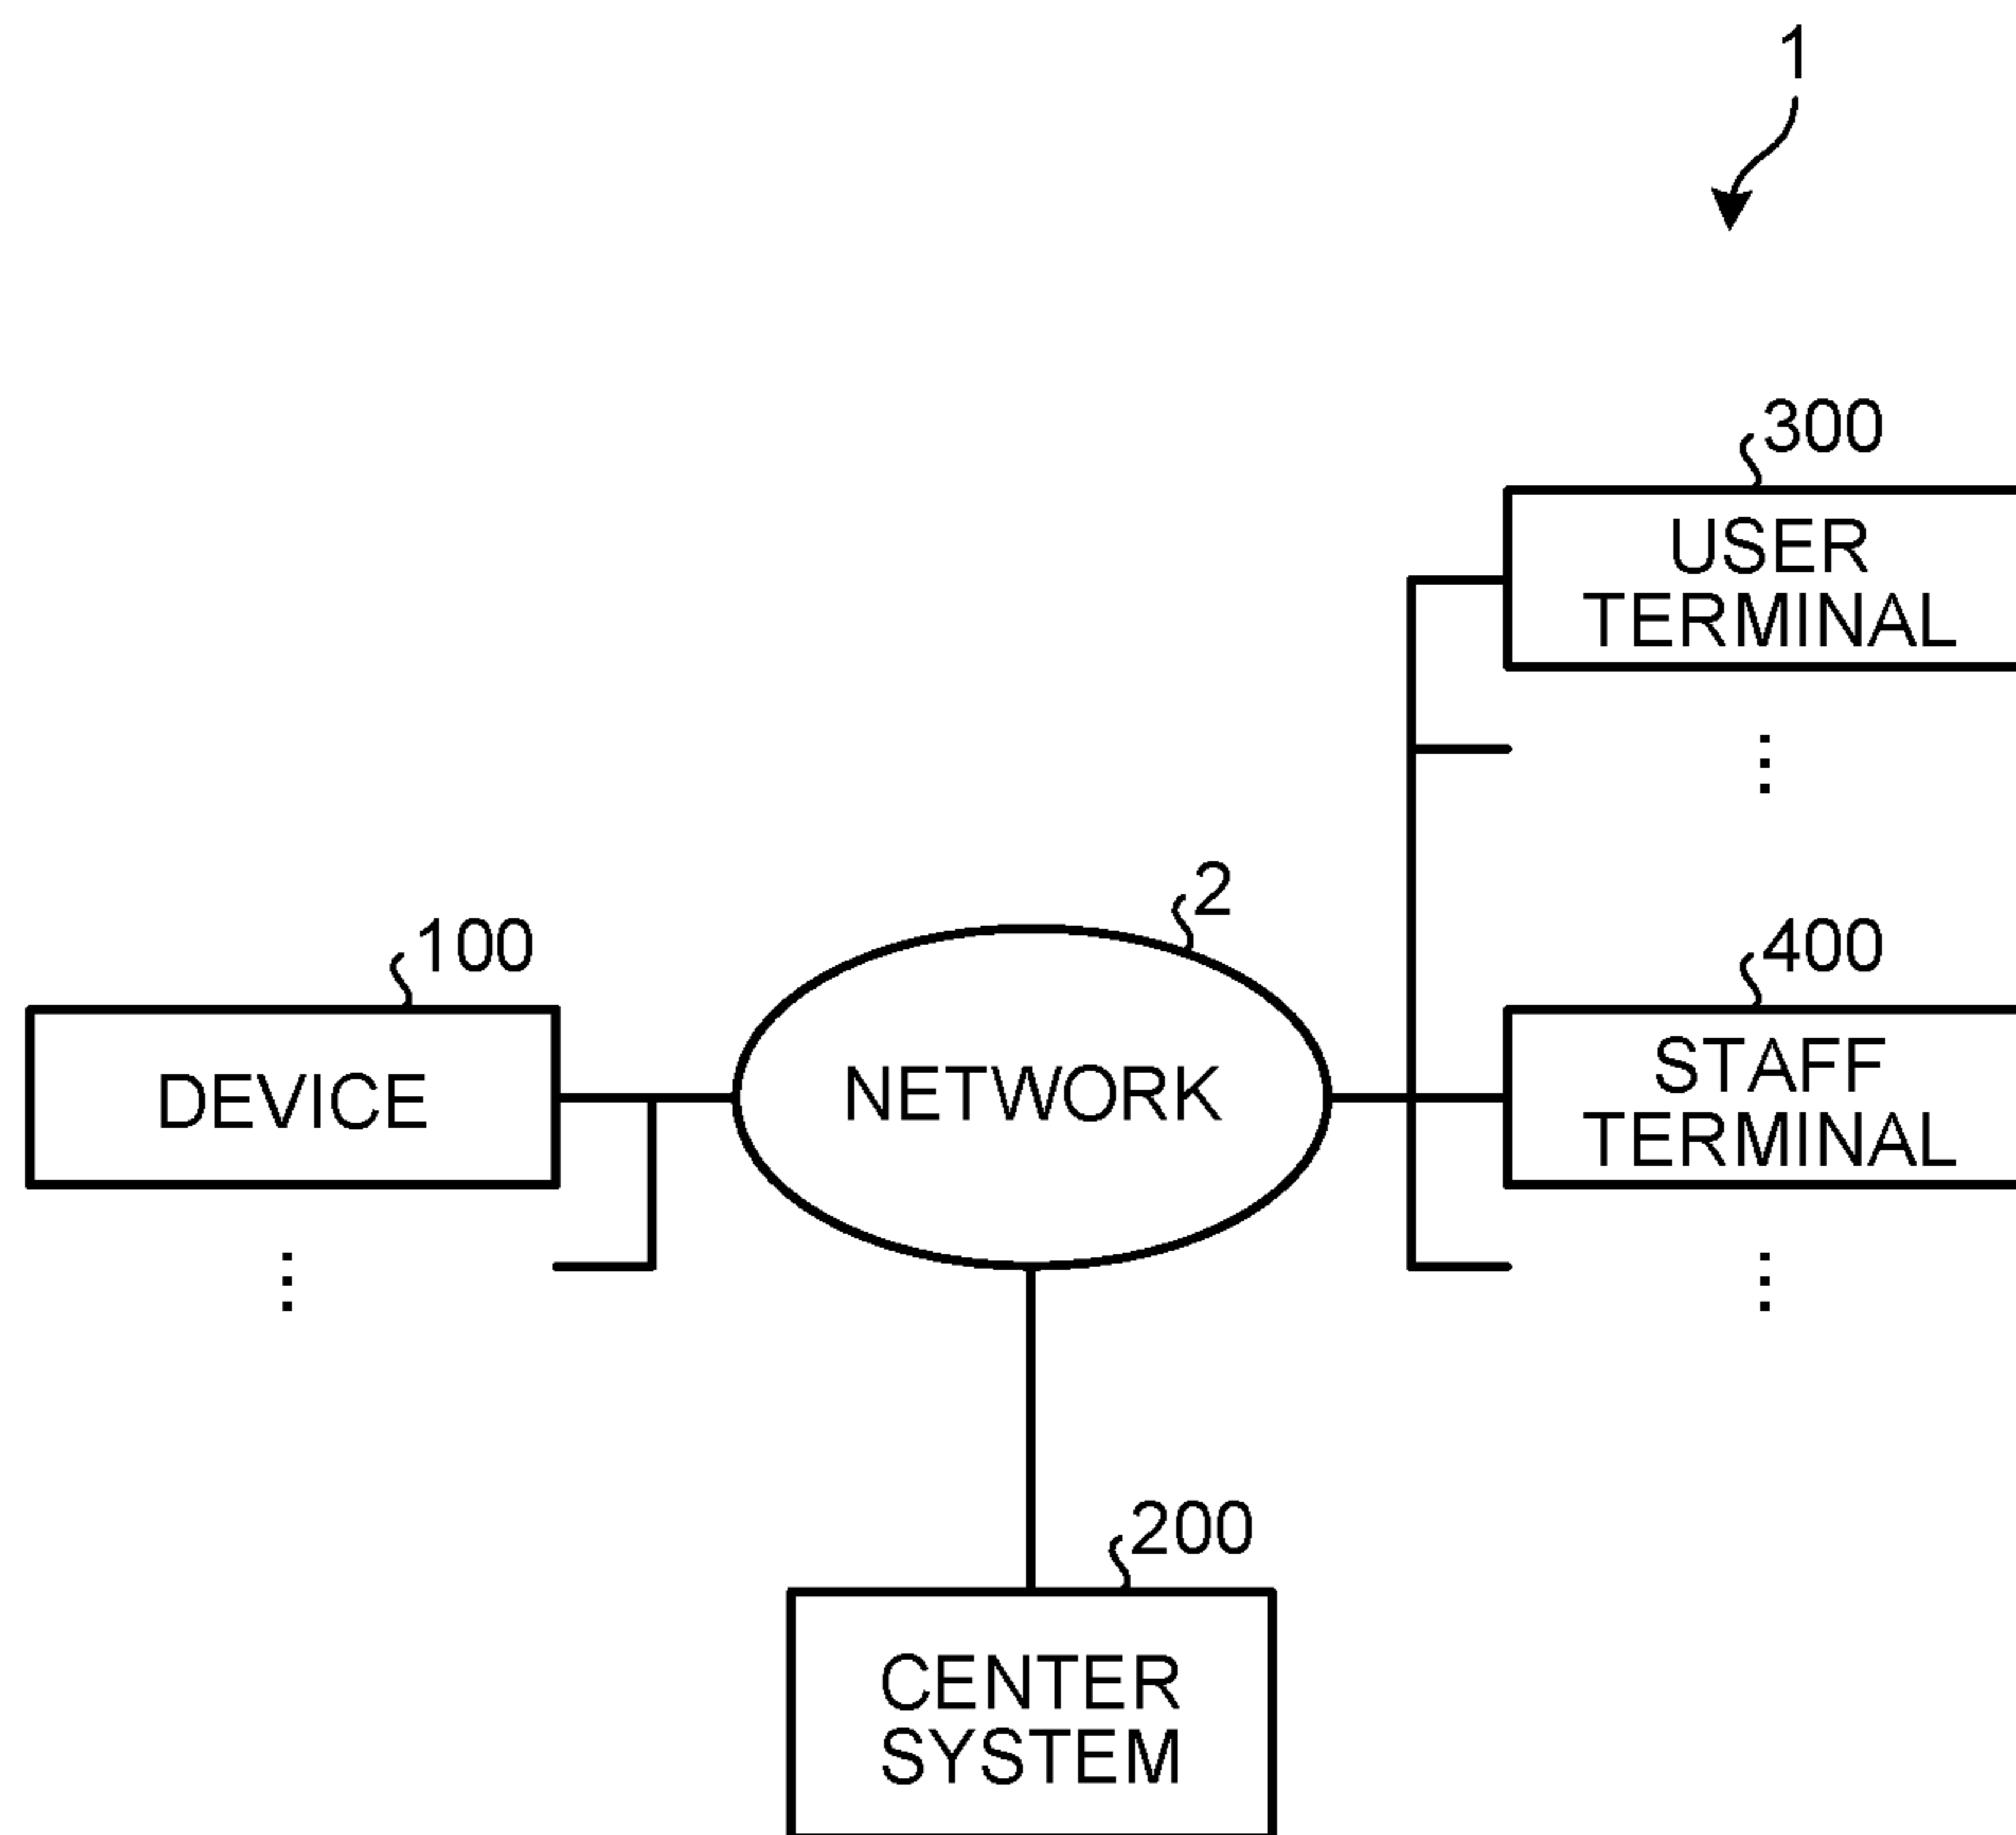 1
300
USER
TERMINAL
2
100
400
DEVICE
NETWORK
STAFF
TERMINAL
200
CENTER
SYSTEM